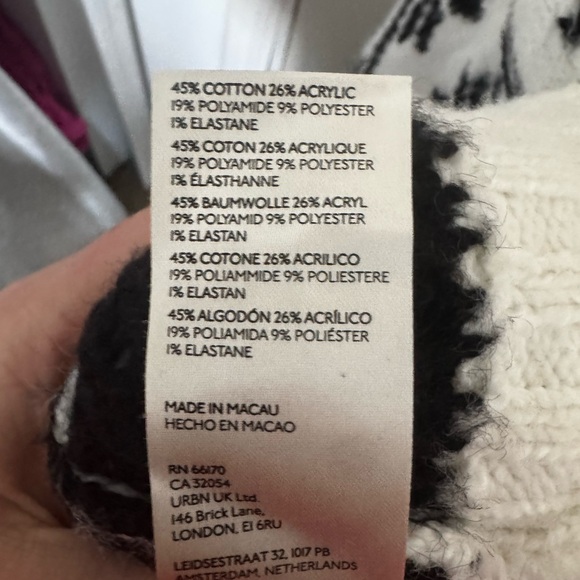 45% COTTON 26% ACRYLIC
19% POLYAMIDE 9% POLYESTER
1% ELASTANE
45% COTON 26% ACRYLIQUE
19% POLYAMIDE 9% POLYESTER
1% ÉLASTHANNE
45% BAUMWOLLE 26% ACRYL
19% POLYAMID 9% POLYESTER
1% ELASTAN
45% COTONE 26% ACRILICO
19% POLIAMMIDE 9% POLIESTERE
1% ELASTAN
45% ALGODÓN 26% ACRÍLICO
19% POLIAMIDA 9% POLIÉSTER
1% ELASTANE
MADE IN MACAU
HECHO EN MACAO
RN 66170
CA 32054
URBN UK Ltd.
146 Brick Lane,
LONDON, E1 6RU
LEIDSESTRAAT 32, 1017 PB
AMSTERDAM, NETHERLANDS